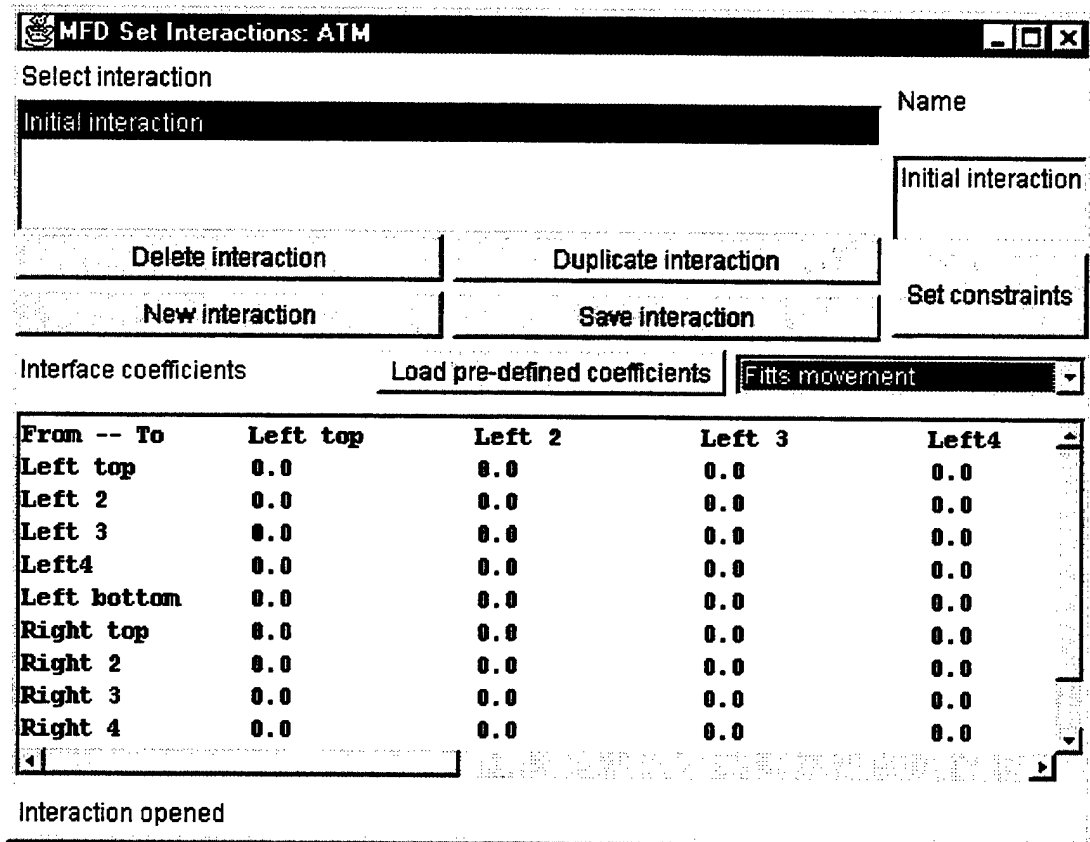 MFD Set Interactions: ATM
Select interaction
Name
Initial interaction
Initial interaction
Delete interaction Duplicate interaction
New interaction Save interaction
Set constraints
Interface coefficients Load pre-defined coefficients Fitts movement
From -- To Left top Left 2 Left 3 Left4
Left top 0.0 0.0 0.0 0.0
Left 2 0.0 0.0 0.0 0.0
Left 3 0.0 0.0 0.0 0.0
Left4 0.0 0.0 0.0 0.0
Left bottom 0.0 0.0 0.0 0.0
Right top 0.0 0.0 0.0 0.0
Right 2 0.0 0.0 0.0 0.0
Right 3 0.0 0.0 0.0 0.0
Right 4 0.0 0.0 0.0 0.0
Interaction opened